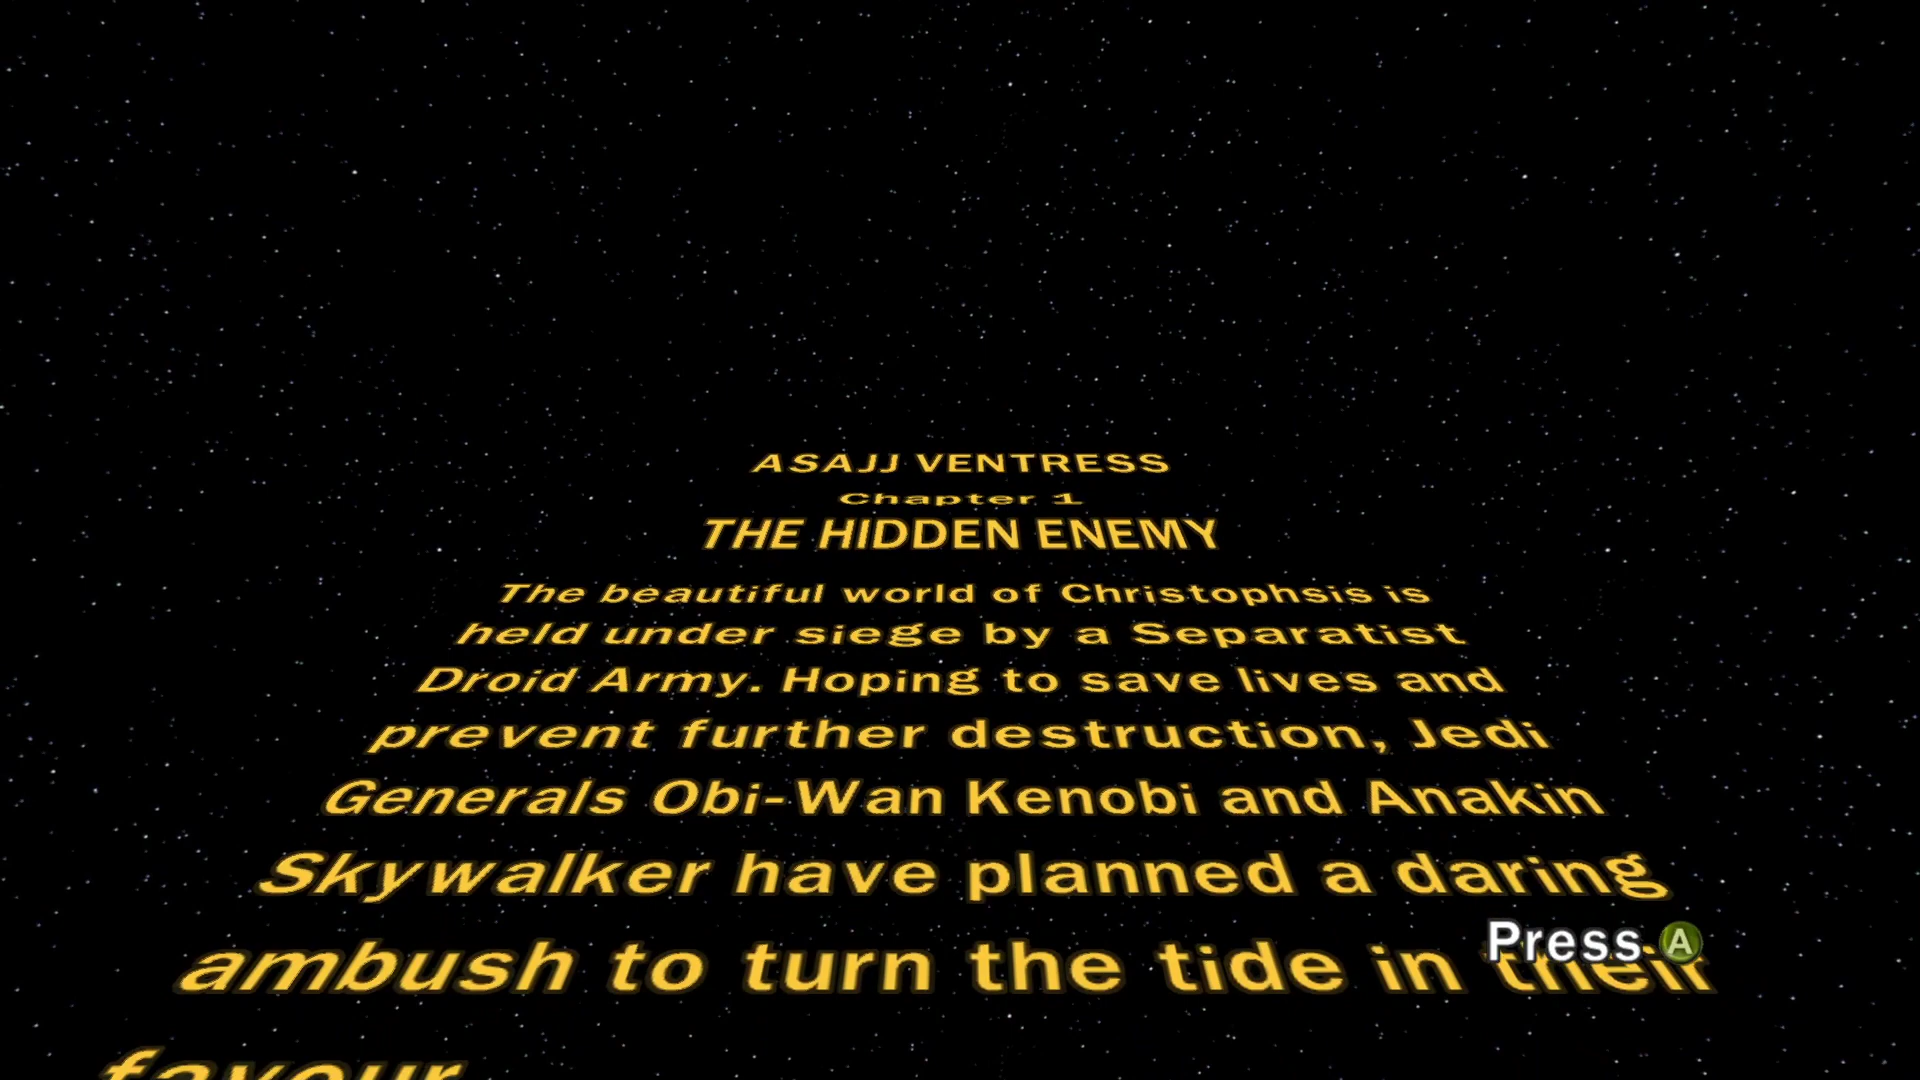 ASAJJ VENTRESS
Chapter 1
THE HIDDEN ENEMY
The beautiful world of Christophsis is
held under siege by a Separatist
Droid Army. Hoping to save lives and
prevent further destruction, Jedi
Generals Obi-Wan Kenobi and Anakin
Skywalker have planned a daring
Press A
ambush to turn the tide in their
favour